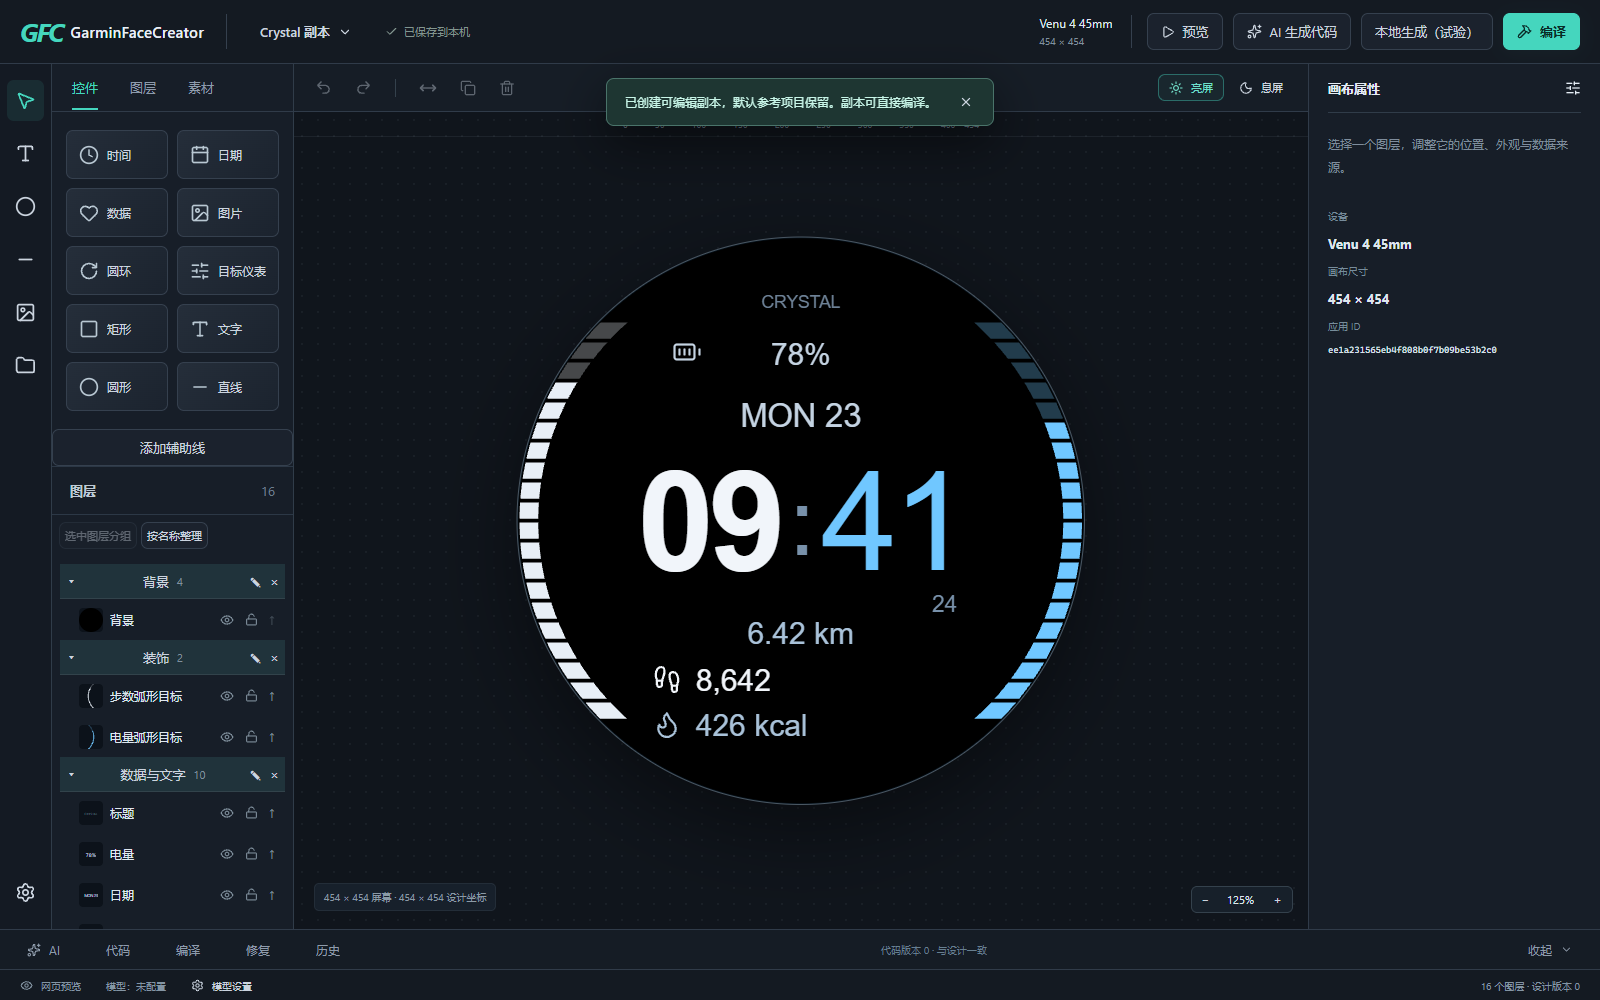 GFC GarminFaceCreator
Crystal 副本
已保存到本机
Venu 4 45mm
454 × 454
预览
AI 生成代码
本地生成（试验）
编译
控件
图层
素材
已创建可编辑副本，默认参考项目保留。副本可直接编译。
亮屏
息屏
画布属性
时间
日期
数据
图片
圆环
目标仪表
矩形
文字
圆形
直线
添加辅助线
图层 16
选中图层分组
按名称整理
背景 4
背景
装饰 2
步数弧形目标
电量弧形目标
数据与文字 10
标题
78% 电量
MON 23 日期
CRYSTAL
78%
MON 23
09:41
24
6.42 km
8,642
426 kcal
454 × 454 屏幕 · 454 × 454 设计坐标
− 125% +
选择一个图层，调整它的位置、外观与数据来
源。
设备
Venu 4 45mm
画布尺寸
454 × 454
应用 ID
ee1a231565eb4f808b0f7b09be53b2c0
AI
代码
编译
修复
历史
代码版本 0 · 与设计一致
收起
网页预览
模型：未配置
模型设置
16 个图层 · 设计版本 0